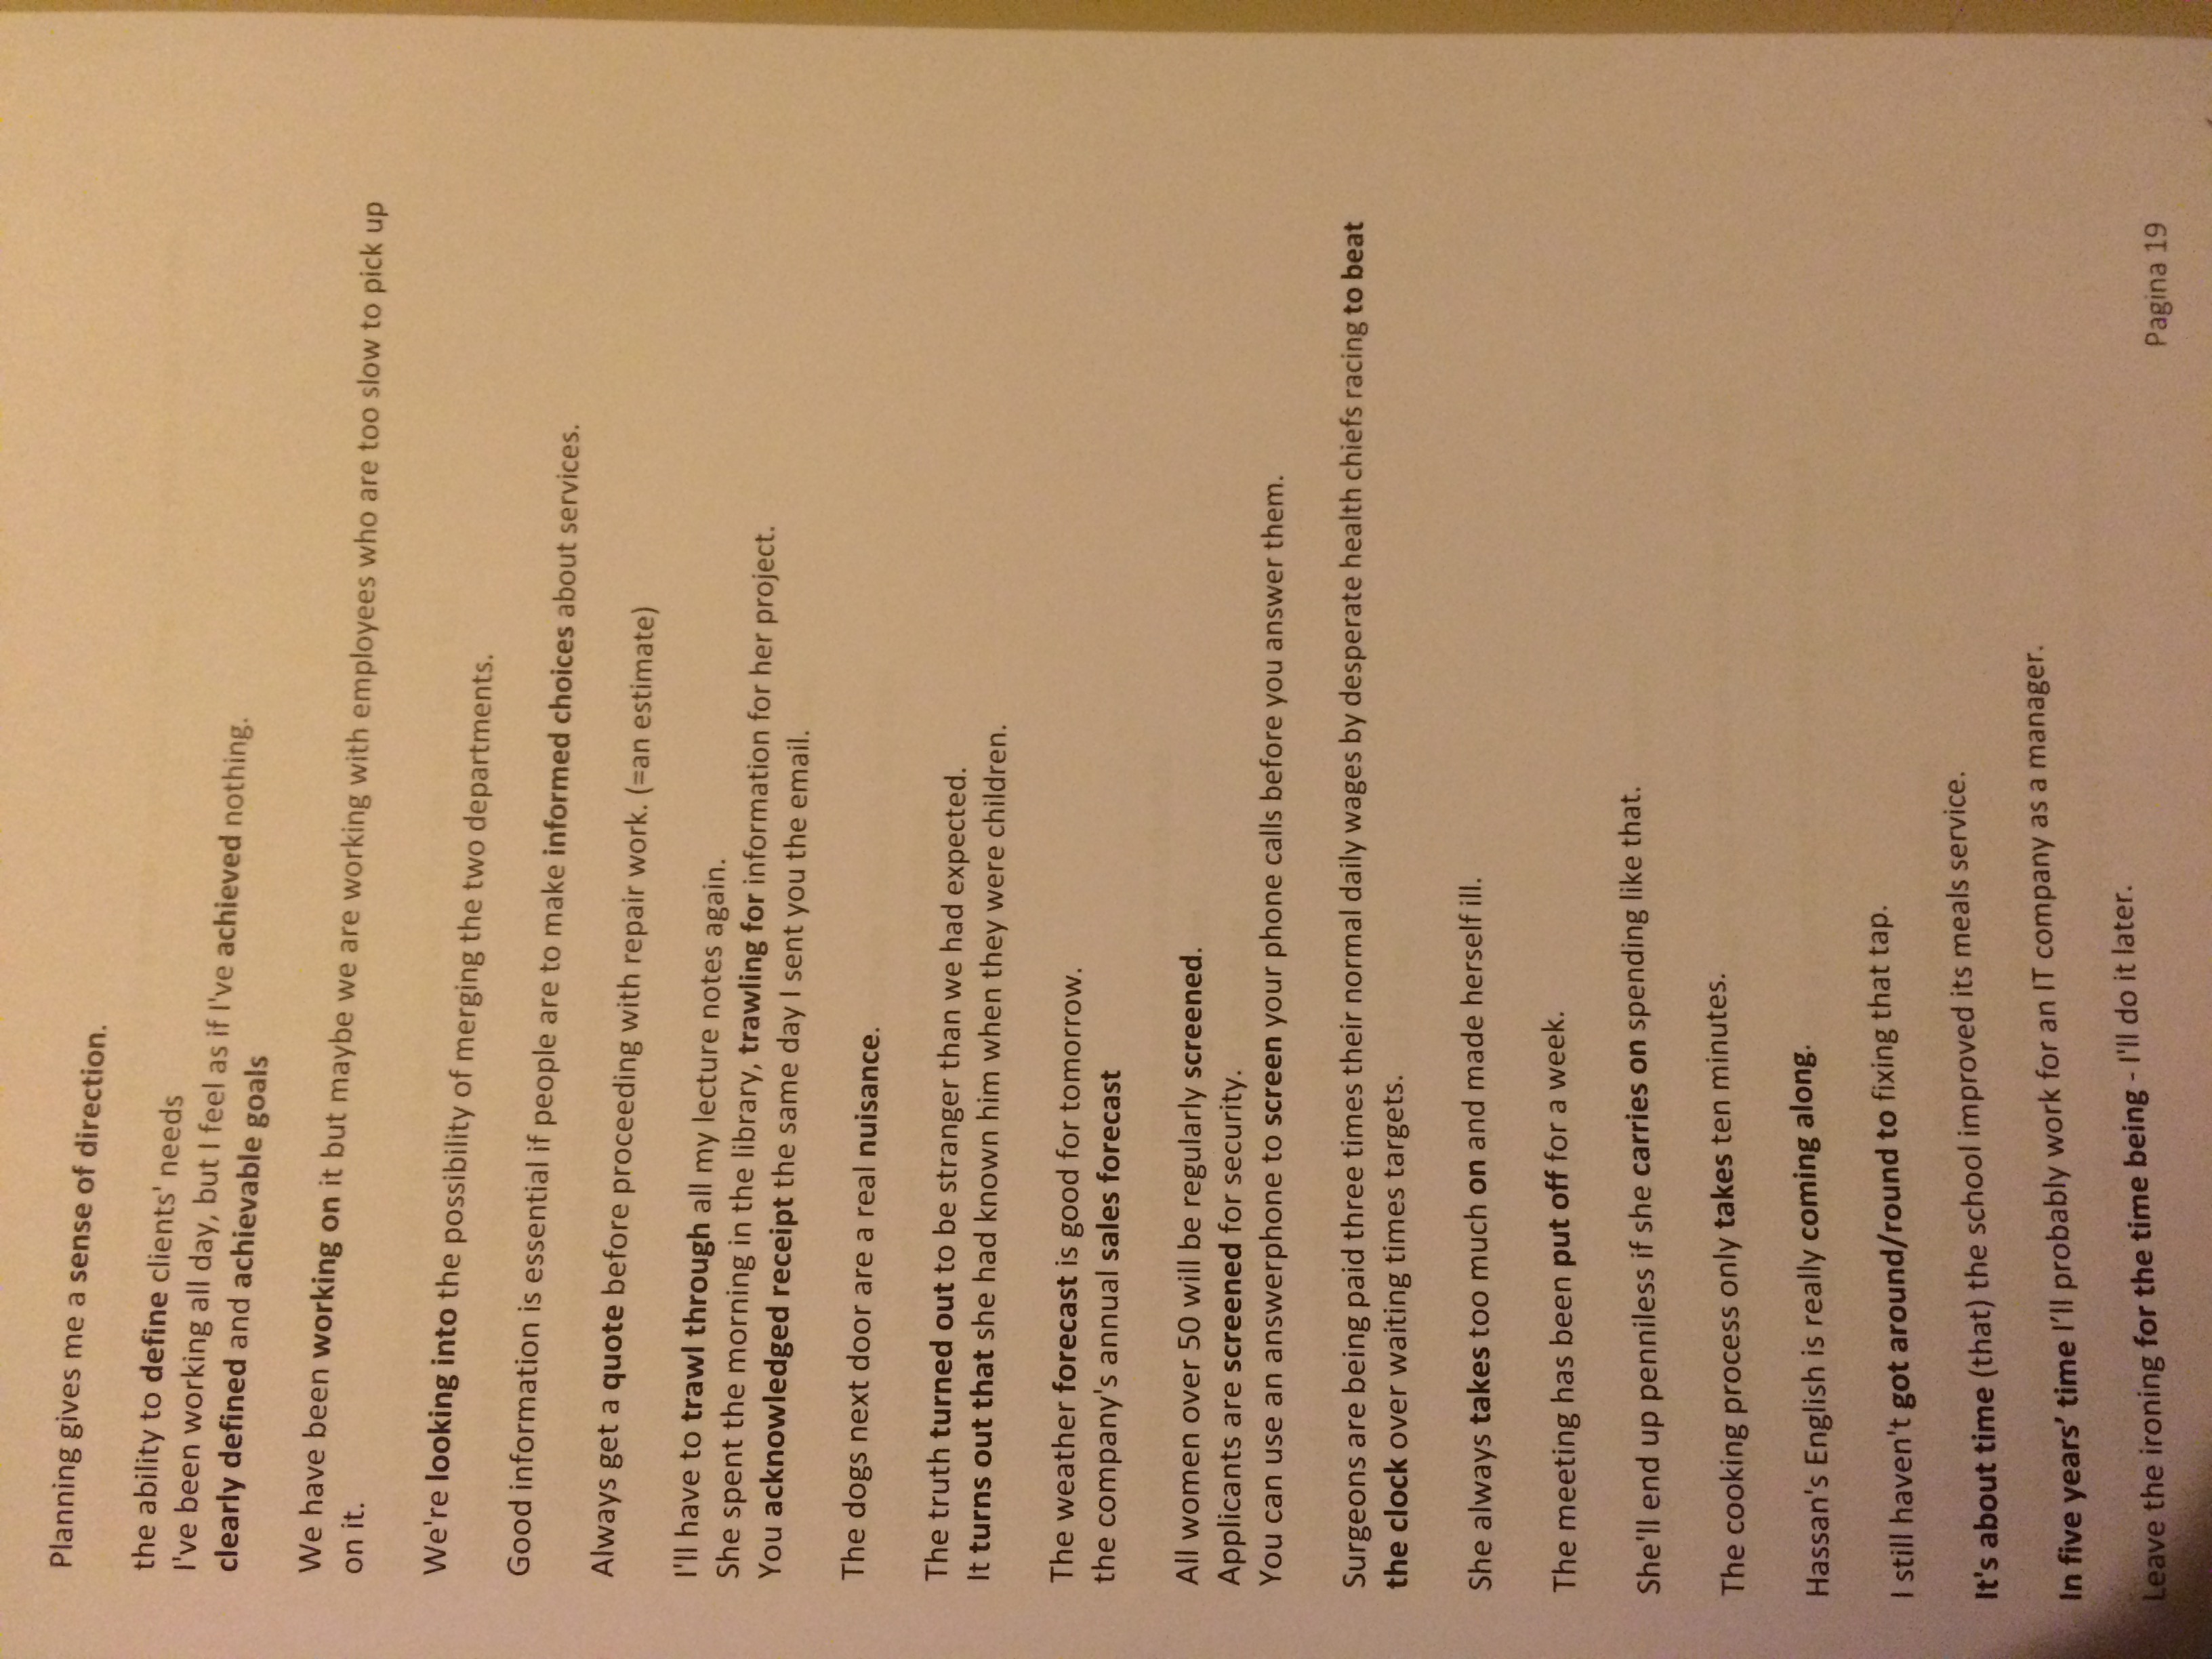 Planning gives me a sense of direction.
the ability to define clients' needs
I've been working all day, but I feel as if I've achieved nothing.
clearly defined and achievable goals
We have been working on it but maybe we are working with employees who are too slow to pick up
on it.
We're looking into the possibility of merging the two departments.
Good information is essential if people are to make informed choices about services.
Always get a quote before proceeding with repair work. (=an estimate)
I'll have to trawl through all my lecture notes again.
She spent the morning in the library, trawling for information for her project.
You acknowledged receipt the same day I sent you the email.
The dogs next door are a real nuisance.
The truth turned out to be stranger than we had expected.
It turns out that she had known him when they were children.
The weather forecast is good for tomorrow.
the company's annual sales forecast
All women over 50 will be regularly screened.
Applicants are screened for security.
You can use an answerphone to screen your phone calls before you answer them.
Surgeons are being paid three times their normal daily wages by desperate health chiefs racing to beat
the clock over waiting times targets.
She always takes too much on and made herself ill.
The meeting has been put off for a week.
She'll end up penniless if she carries on spending like that.
The cooking process only takes ten minutes.
Hassan's English is really coming along.
I still haven't got around/round to fixing that tap.
It's about time (that) the school improved its meals service.
In five years’ time I’ll probably work for an IT company as a manager.
Leave the ironing for the time being - I'll do it later.
Pagina 19